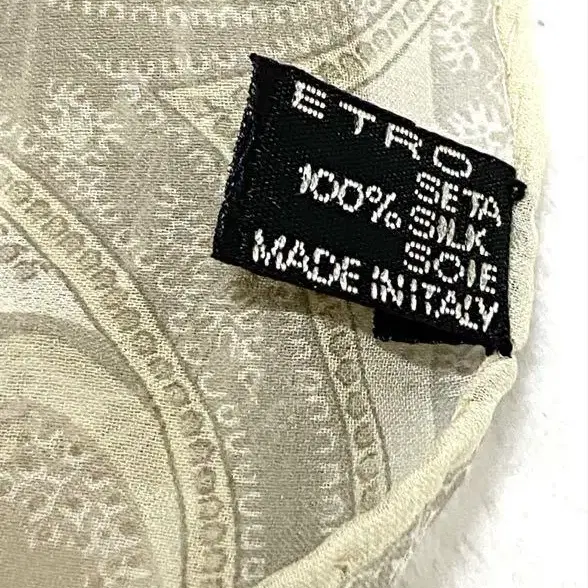 ETRO
SETA
100% SILK
SOIE
MADE IN ITALY